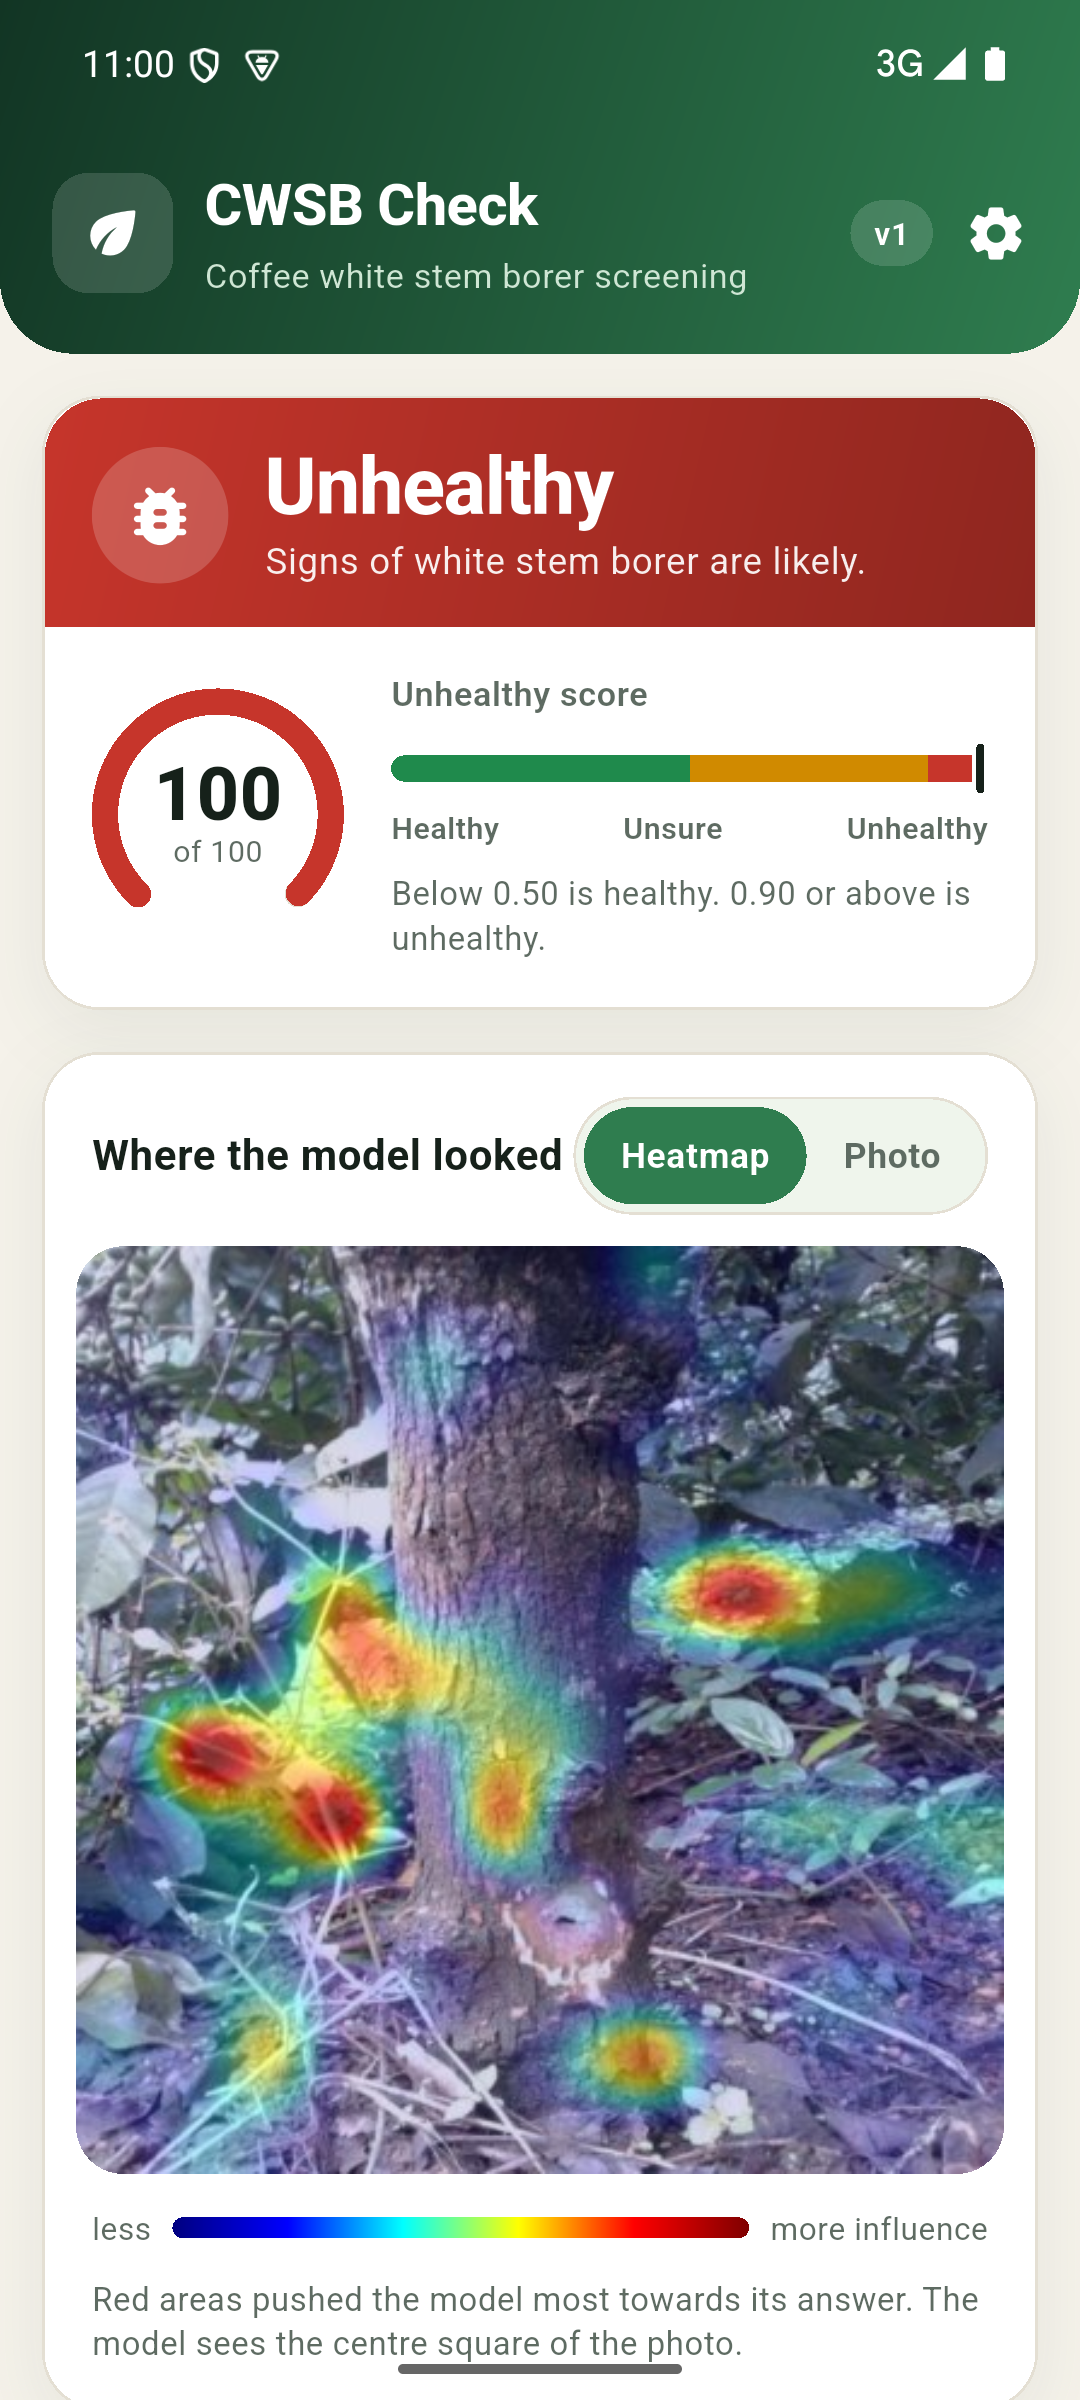 11:00
3G
CWSB Check
Coffee white stem borer screening
v1
Unhealthy
Signs of white stem borer are likely.
100
of 100
Unhealthy score
Healthy Unsure Unhealthy
Below 0.50 is healthy. 0.90 or above is
unhealthy.
Where the model looked
Heatmap
Photo
less
more influence
Red areas pushed the model most towards its answer. The
model sees the centre square of the photo.